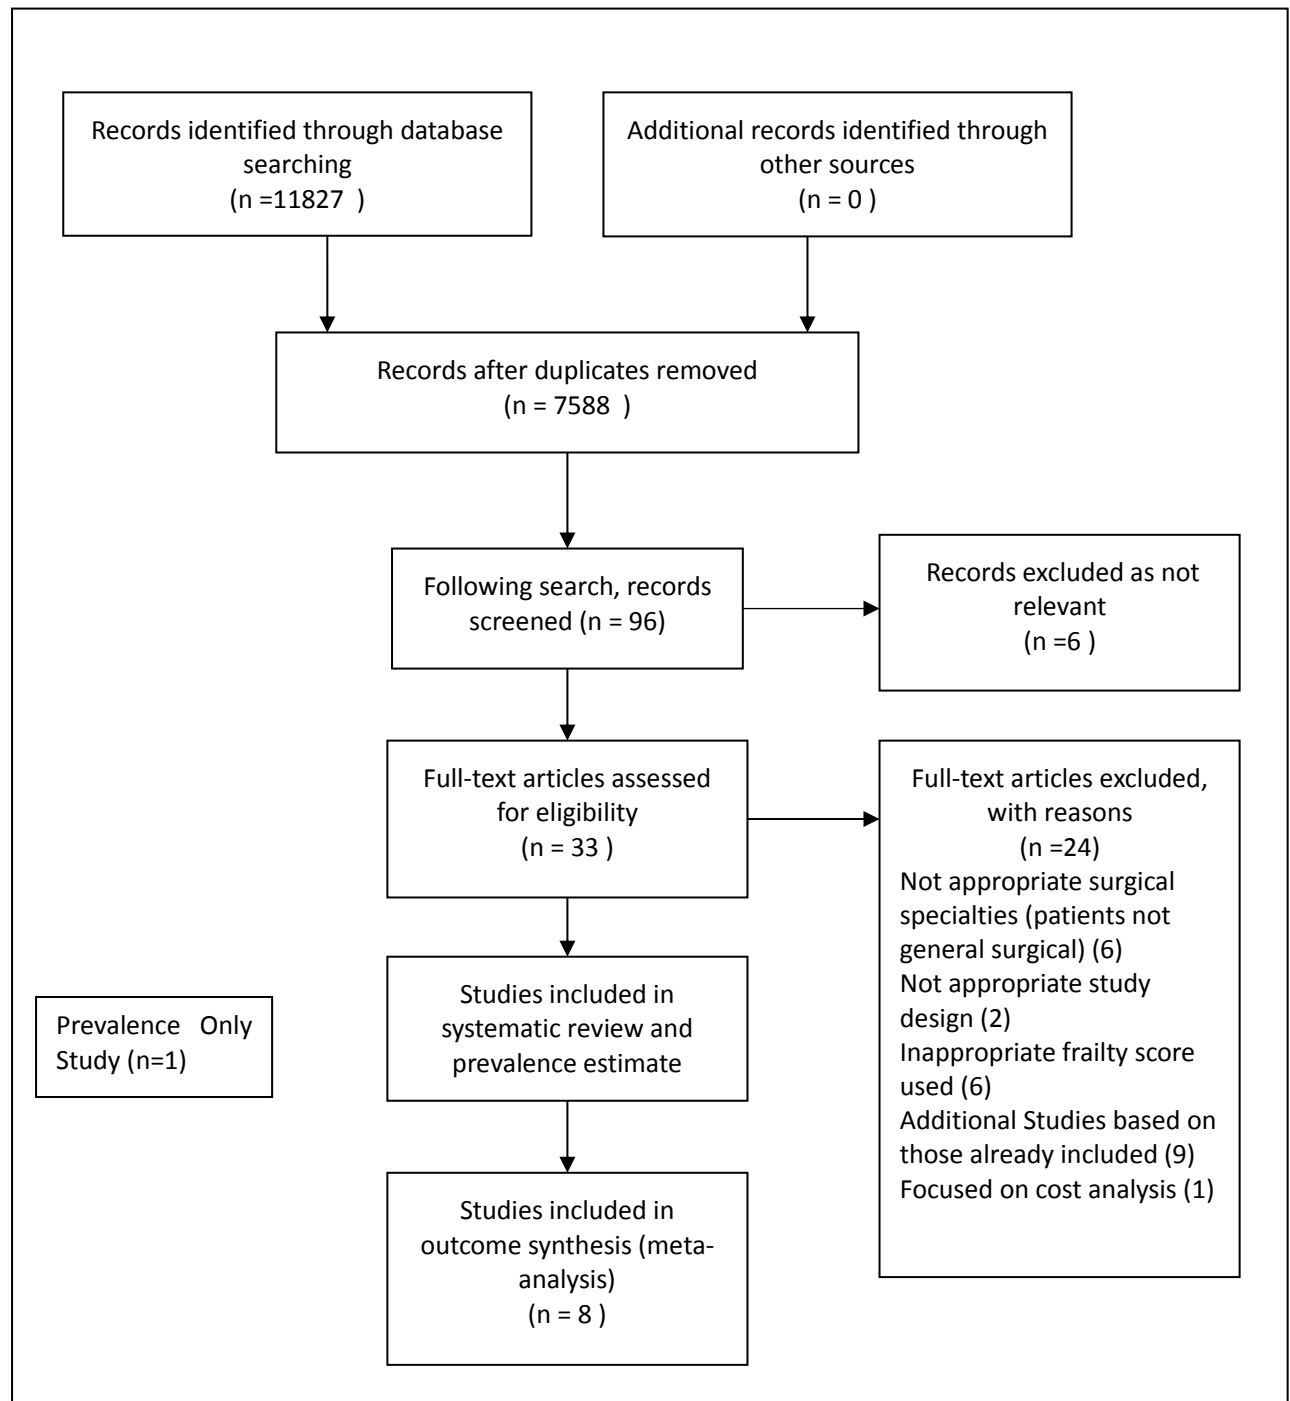 Records identified through database
searching
(n =11827  )
Additional records identified through
other sources
(n = 0 )
Records after duplicates removed
(n = 7588  )
Following search, records
screened (n = 96)
Records excluded as not
relevant
(n =6 )
Full-text articles assessed
for eligibility
(n = 33 )
Full-text articles excluded,
with reasons
(n =24)
Not appropriate surgical
specialties (patients not
general surgical) (6)
Not appropriate study
design (2)
Inappropriate frailty score
used (6)
Additional Studies based on
those already included (9)
Focused on cost analysis (1)
Studies included in
systematic review and
prevalence estimate
Prevalence Only
Study (n=1)
Studies included in
outcome synthesis (meta-
analysis)
(n = 8 )